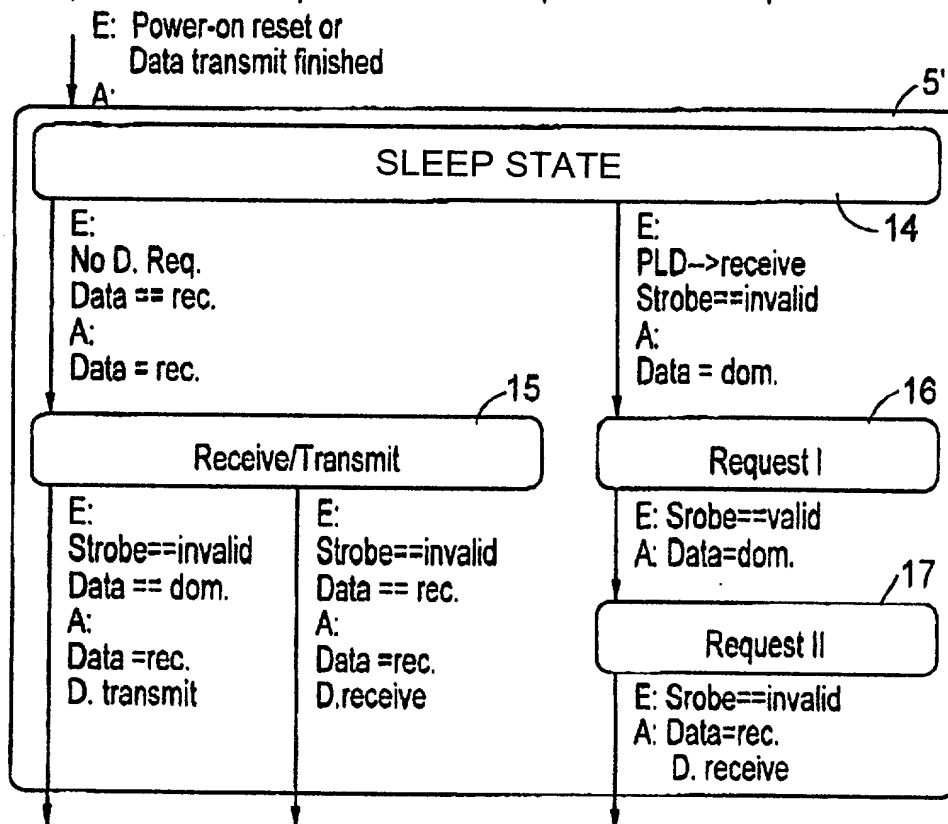 E: Power-on reset or
Data transmit finished
A:
5'
SLEEP STATE
14
E:
No D. Req.
Data == rec.
A:
Data = rec.
E:
PLD-->receive
Strobe==invalid
A:
Data = dom.
15
Receive/Transmit
16
Request I
E:
Strobe==invalid
Data == dom.
A:
Data =rec.
D. transmit
E:
Strobe==invalid
Data == rec.
A:
Data =rec.
D.receive
E: Srobe==valid
A: Data=dom.
17
Request II
E: Srobe==invalid
A: Data=rec.
D. receive